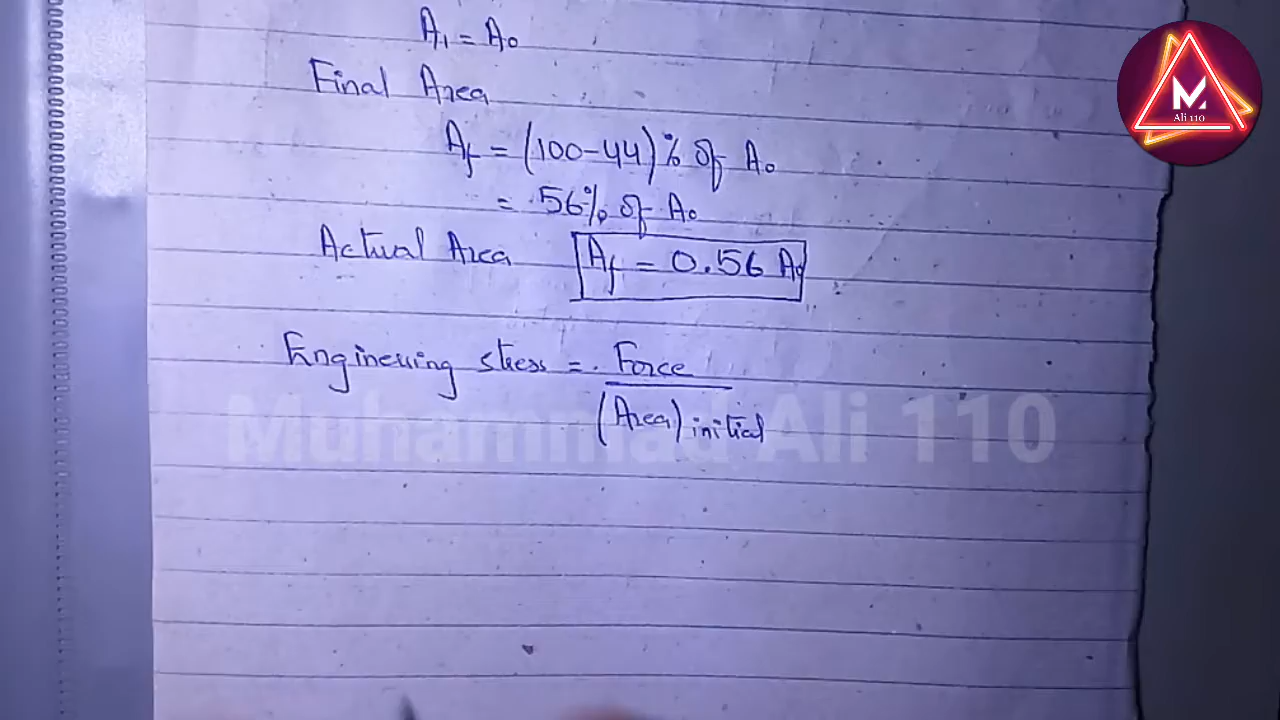 A₁ = A₀
Final Area
A_f = (100-44)% of A₀
= 56% of A₀
Actual Area A_f = 0.56 A₀
Engineering stress = Force
(Area) initial
Muhammad Ali 110
M
Ali 110